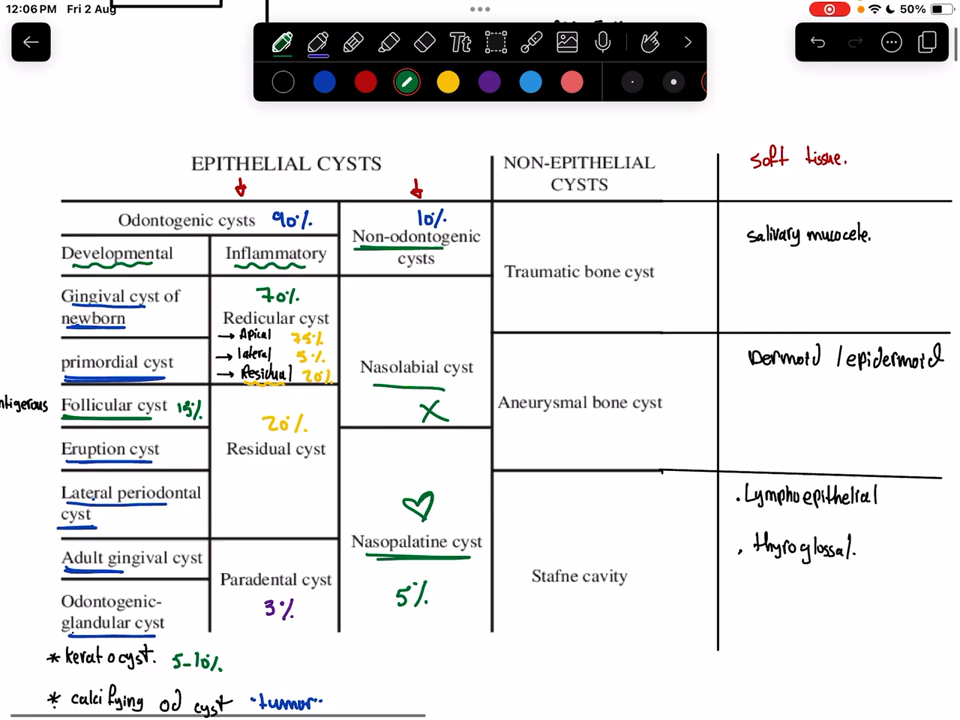 12:06 PM Fri 2 Aug
50%
Tt
EPITHELIAL CYSTS
NON-EPITHELIAL
CYSTS
soft tissue.
Odontogenic cysts 90%
10%
Non-odontogenic
cysts
Developmental
Inflammatory
Gingival cyst of
newborn
primordial cyst
ntigerous
Follicular cyst 15%
Eruption cyst
Lateral periodontal
cyst
Adult gingival cyst
Odontogenic-
glandular cyst
* keratocyst. 5-10%
* calcifying od cyst "tumor"
70%
Redicular cyst
→ Apical 75%
→ lateral 5%
→ Residual 20%
20%
Residual cyst
Paradental cyst
3%
Nasolabial cyst
X
Nasopalatine cyst
5%
Traumatic bone cyst
Aneurysmal bone cyst
Stafne cavity
salivary mucocele.
Dermoid / epidermoid
. Lymphoepithelial
. thyroglossal.